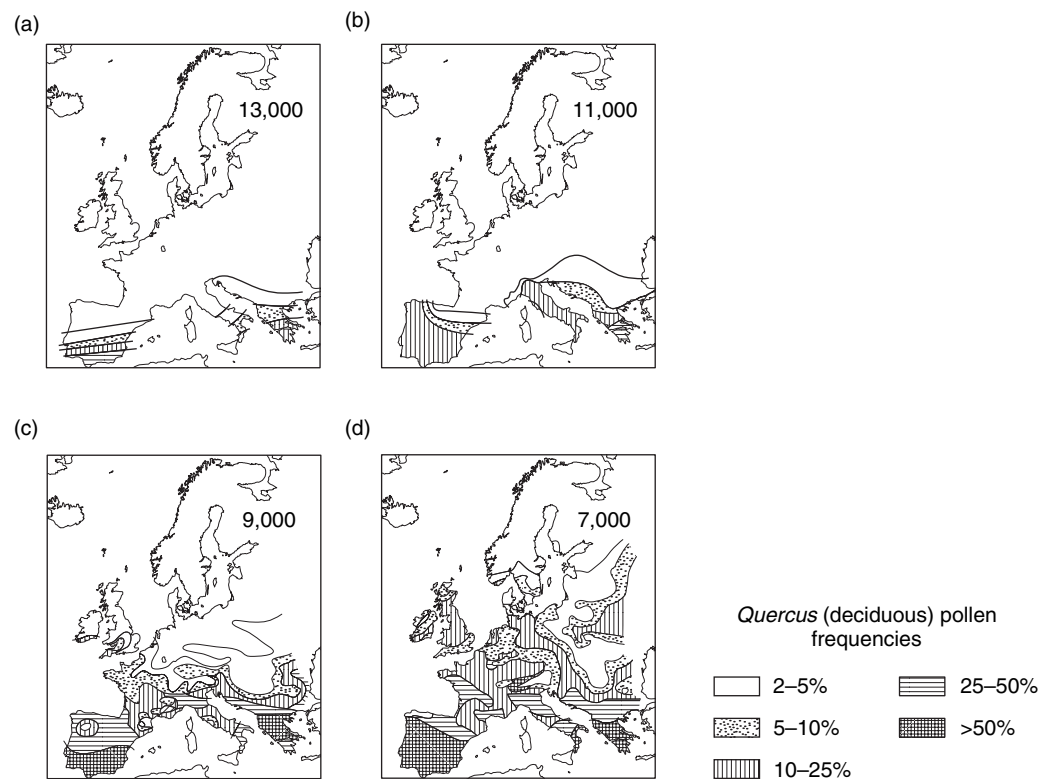 (a)
13,000
(b)
11,000
(c)
9,000
(d)
7,000
Quercus (deciduous) pollen
frequencies
2–5%
25–50%
5–10%
>50%
10–25%